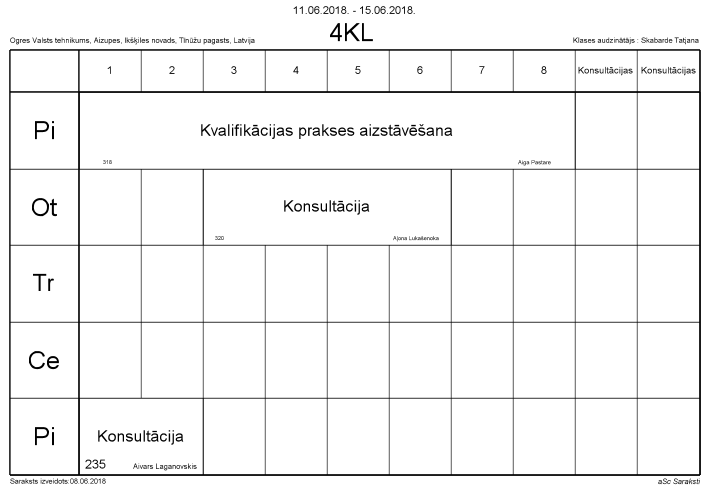 11.06.2018. - 15.06.2018.
4KL
Ogres Valsts tehnikums, Aizupes, Ikšķiles novads, Tīnūžu pagasts, Latvija
Klases audzinātājs : Skabarde Tatjana
1 2 3 4 5 6 7 8 Konsultācijas Konsultācijas
Pi
Kvalifikācijas prakses aizstāvēšana
318 Aiga Pastare
Ot
Konsultācija
320 Aļona Lukašenoka
Tr
Ce
Pi
Konsultācija
235 Aivars Laganovskis
Saraksts izveidots:08.06.2018
aSc Saraksti